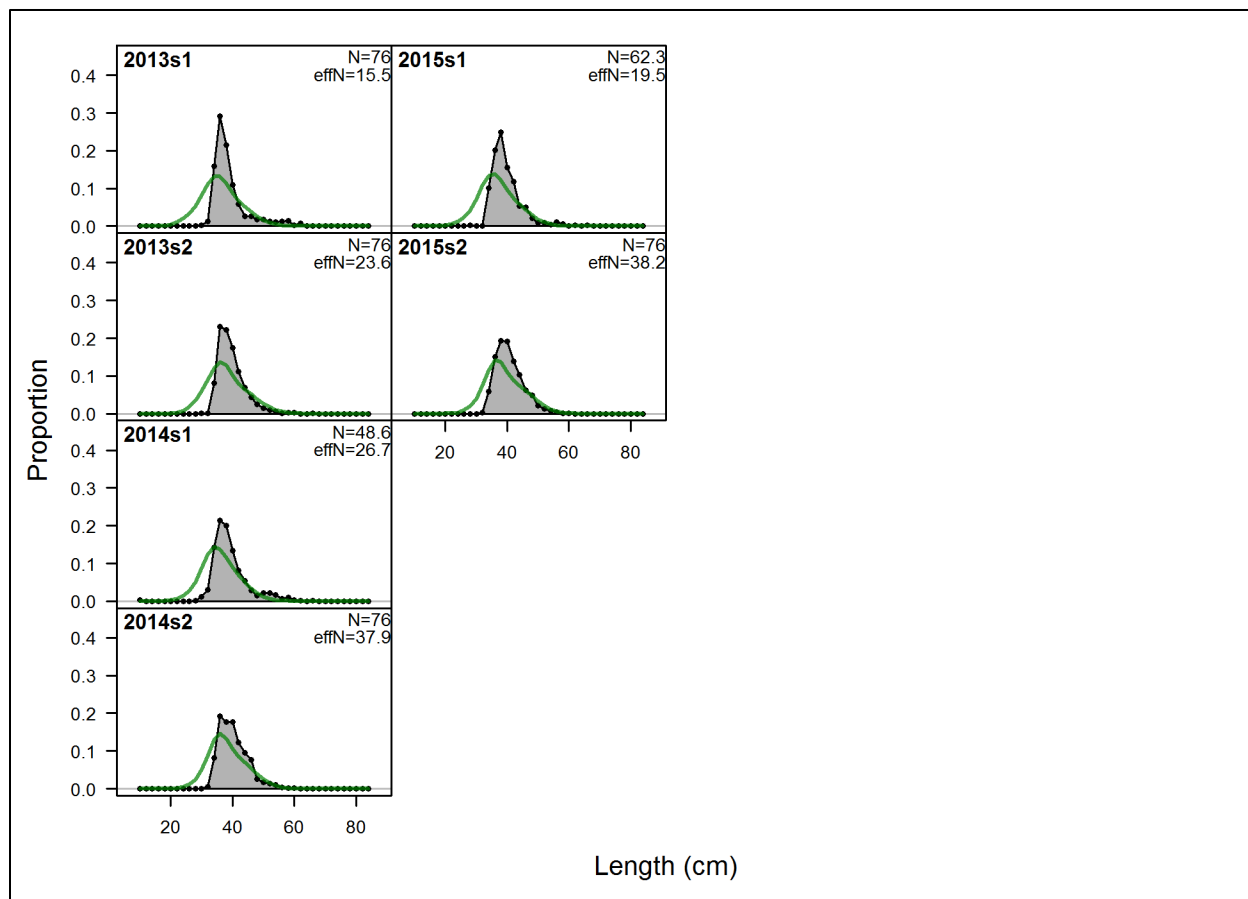 2013s1
N=76
effN=15.5
0.4
0.3
0.2
0.1
0.0
2015s1
N=62.3
effN=19.5
2013s2
N=76
effN=23.6
0.4
0.3
0.2
0.1
0.0
2015s2
N=76
effN=38.2
20 40 60 80
2014s1
N=48.6
effN=26.7
0.4
0.3
0.2
0.1
0.0
2014s2
N=76
effN=37.9
0.4
0.3
0.2
0.1
0.0
20 40 60 80
Proportion
Length (cm)